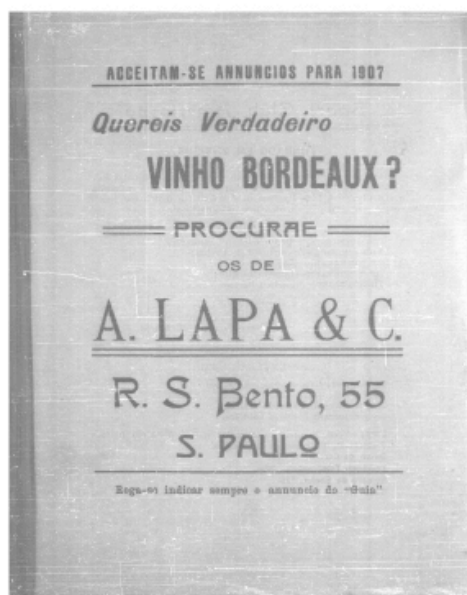 ACCEITAM-SE ANNUNCIOS PARA 1907
Quereis Verdadeiro
VINHO BORDEAUX?
PROCURAE
OS DE
A. LAPA & C.
R. S. Bento, 55
S. PAULO
Roga-se indicar sempre o annuncio do "Guia"